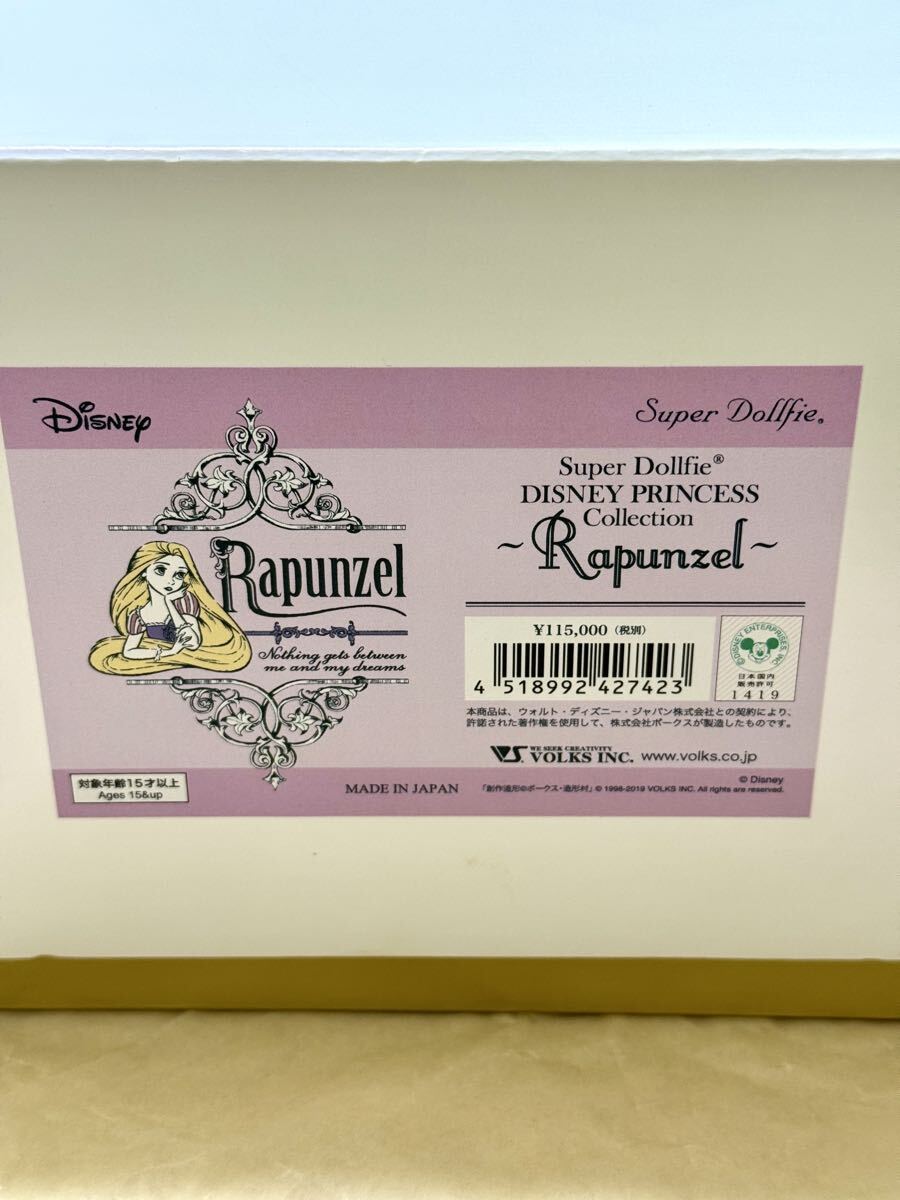 Disney
Super Dollfie®
Rapunzel
Nothing gets between
me and my dreams
Super Dollfie®
DISNEY PRINCESS
Collection
~Rapunzel~
¥115,000（税別）
4 518992 427423
©DISNEY ENTERPRISES, INC.
日本国内
販売許可
1419
本商品は、ウォルト・ディズニー・ジャパン株式会社との契約により、
許諾された著作権を使用して、株式会社ボークスが製造したものです。
VS. WE SEEK CREATIVITY
VOLKS INC. www.volks.co.jp
対象年齢15才以上
Ages 15&up
MADE IN JAPAN
© Disney
「創作造形©ボークス・造形村」© 1998-2019 VOLKS INC. All rights are reserved.